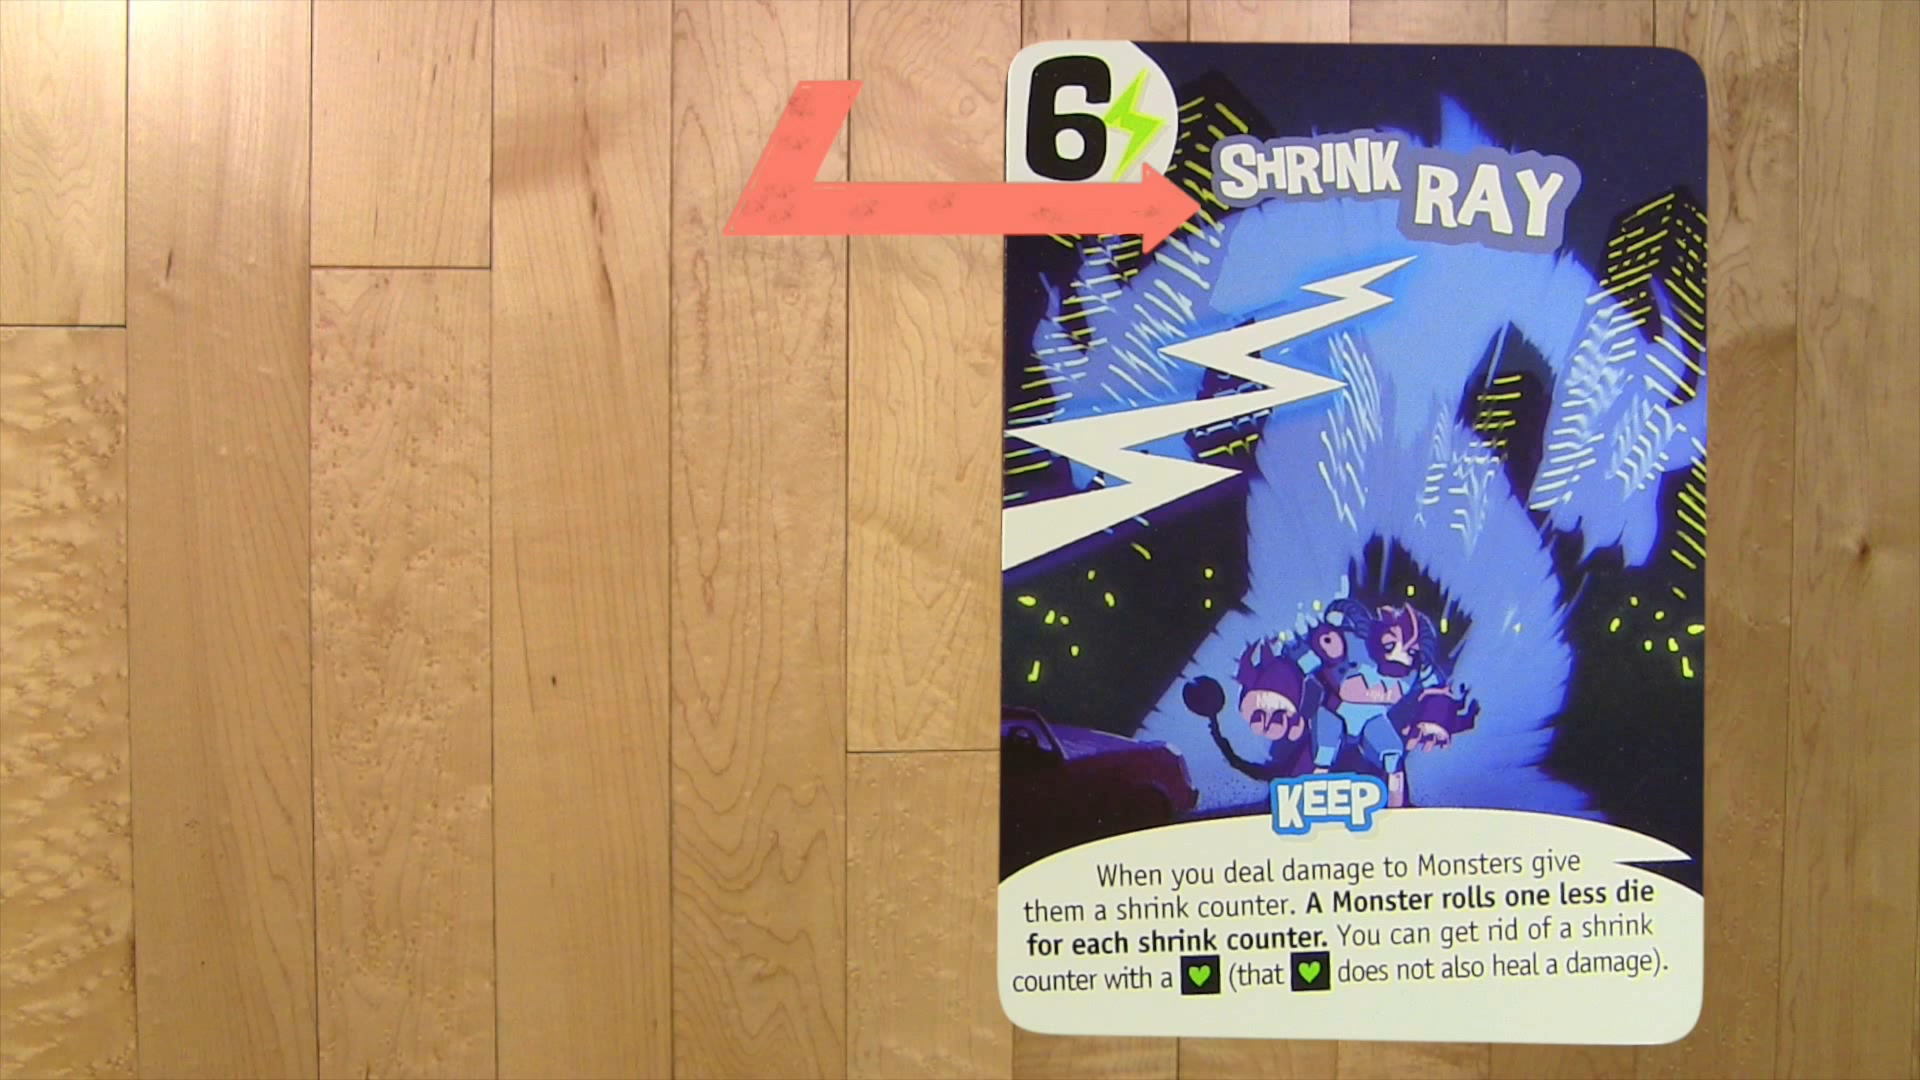 6
SHRINK RAY
KEEP
When you deal damage to Monsters give
them a shrink counter. A Monster rolls one less die
for each shrink counter. You can get rid of a shrink
counter with a (that does not also heal a damage).